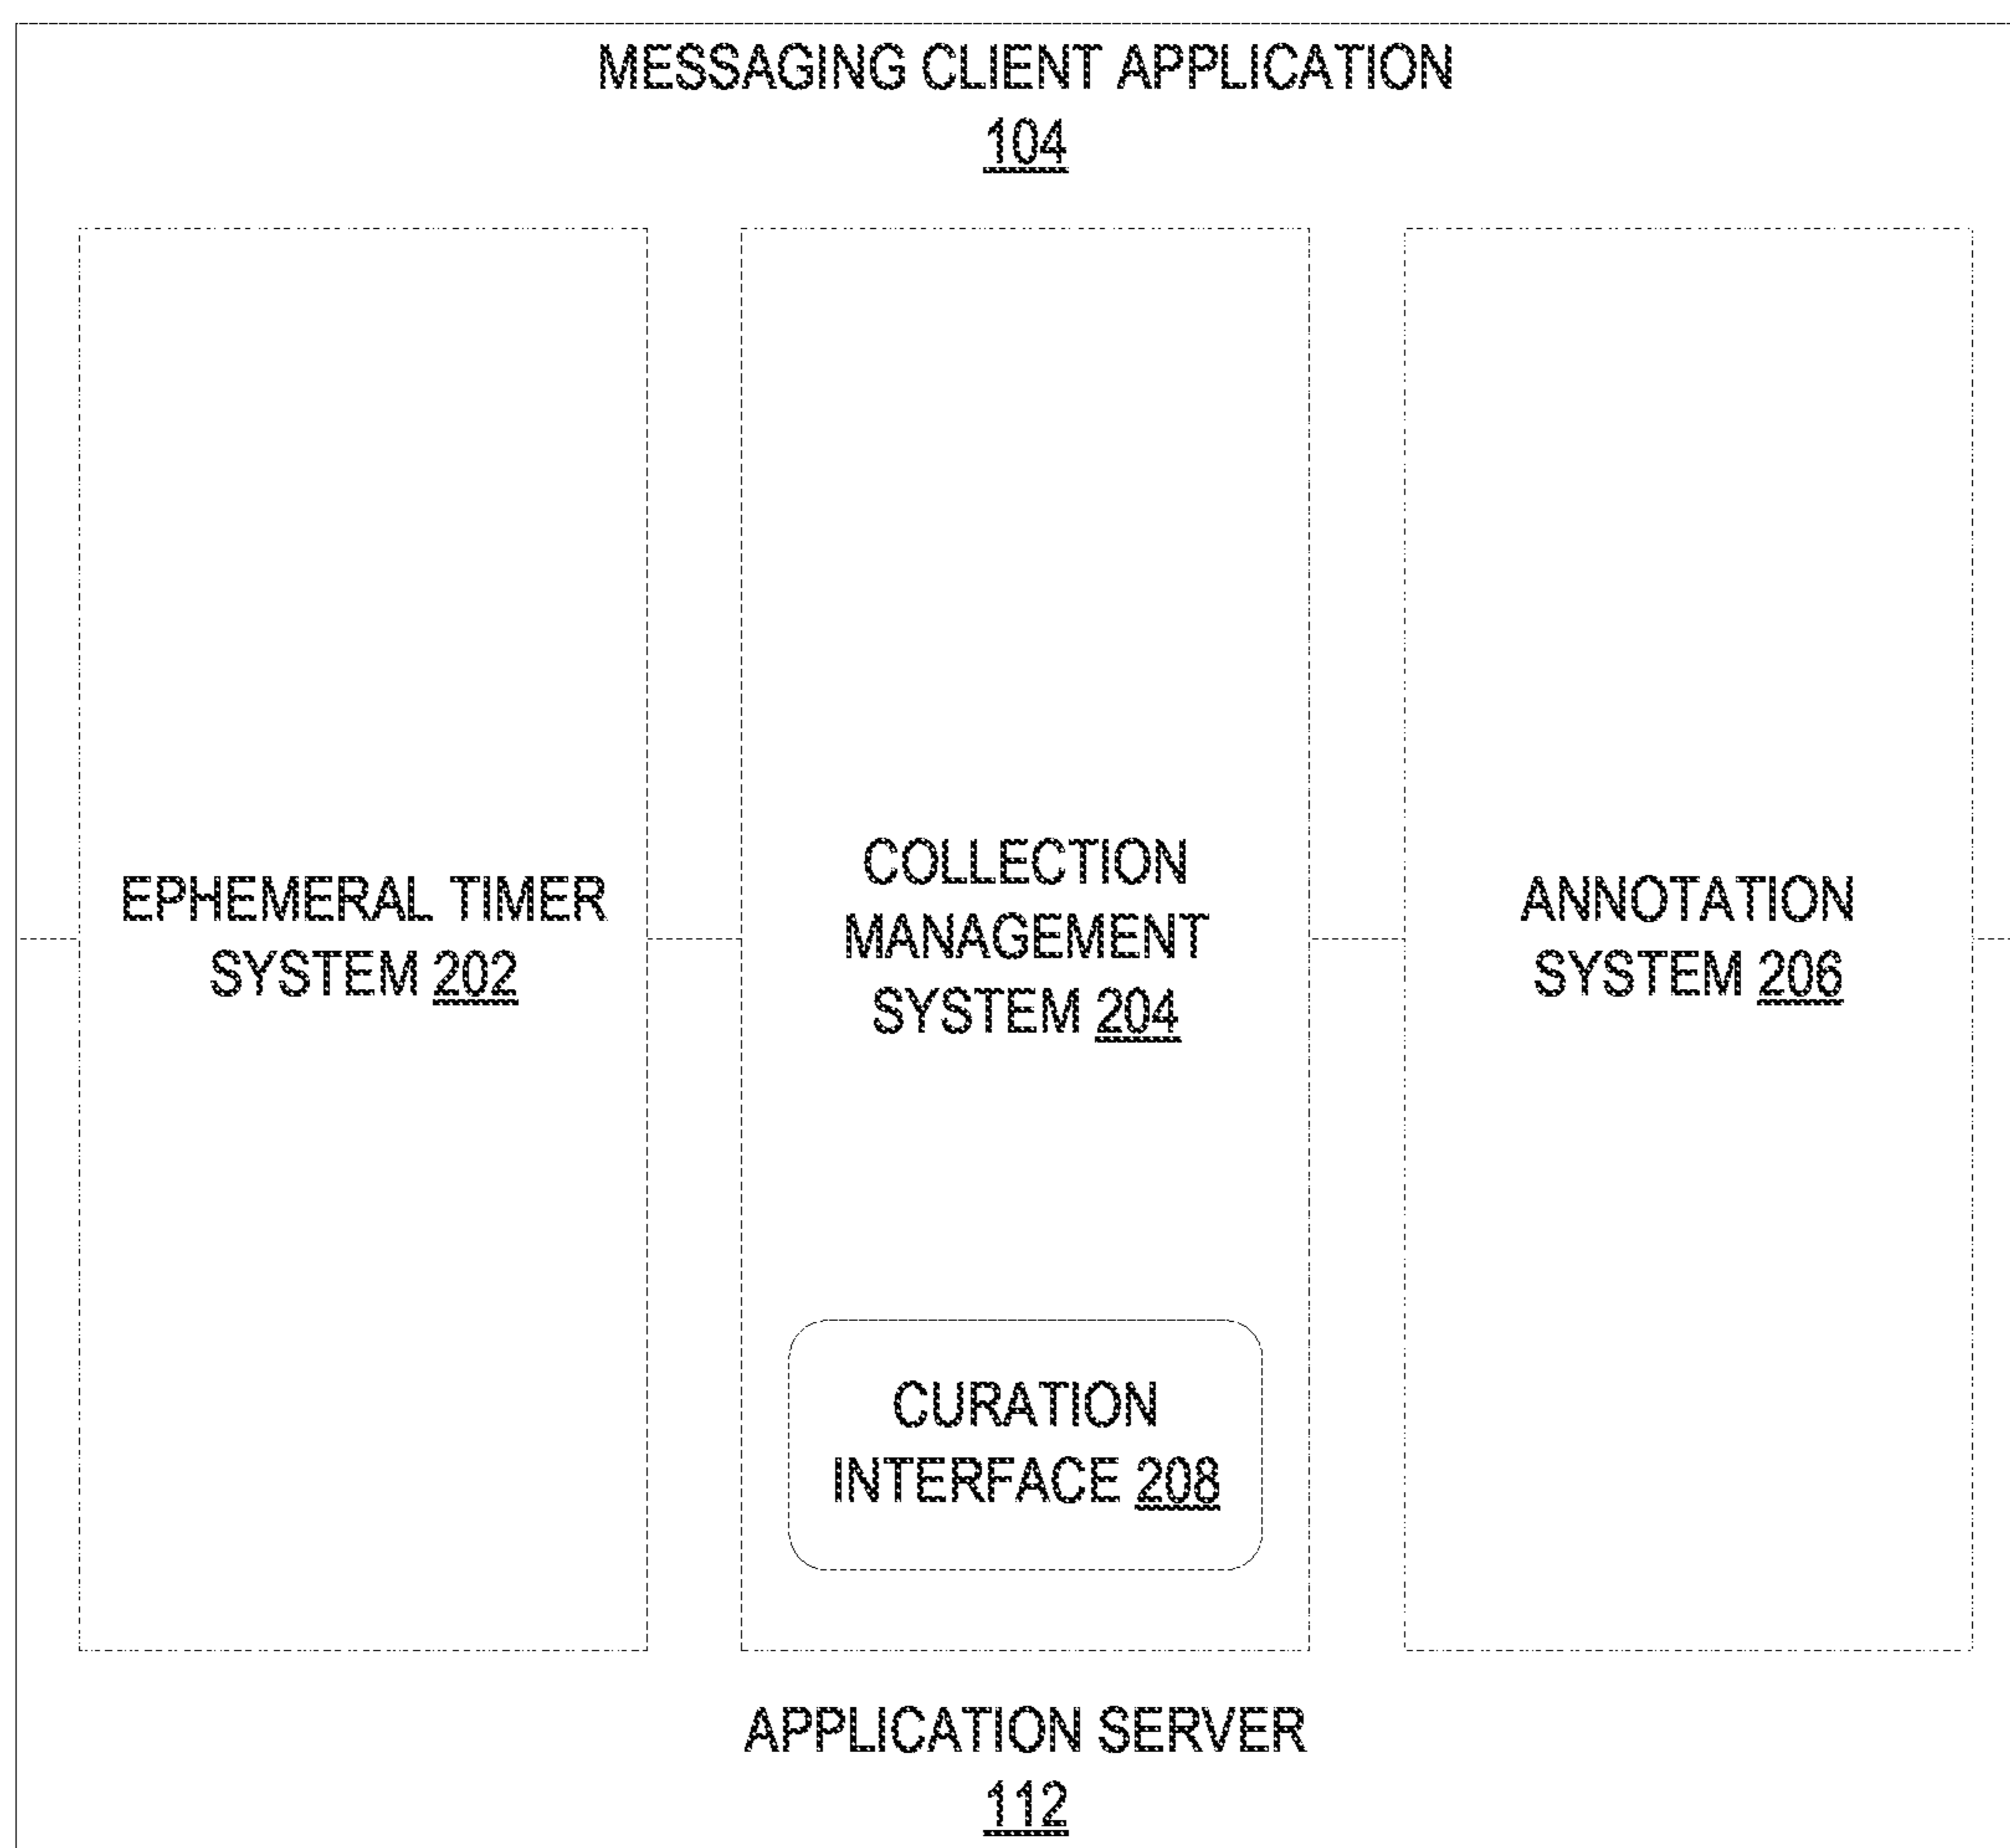 MESSAGING CLIENT APPLICATION
104
EPHEMERAL TIMER
SYSTEM 202
COLLECTION
MANAGEMENT
SYSTEM 204
ANNOTATION
SYSTEM 206
CURATION
INTERFACE 208
APPLICATION SERVER
112